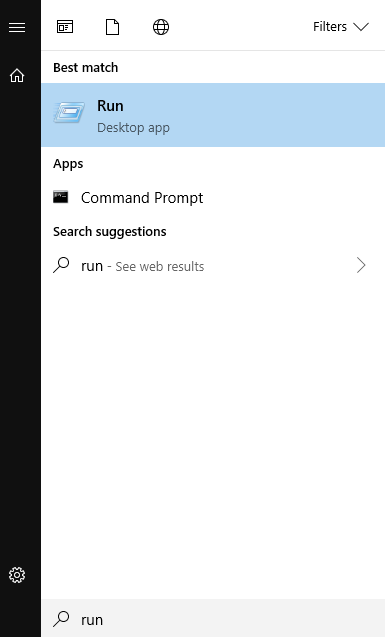 Filters
Best match
Run
Desktop app
Apps
Command Prompt
Search suggestions
run - See web results
run